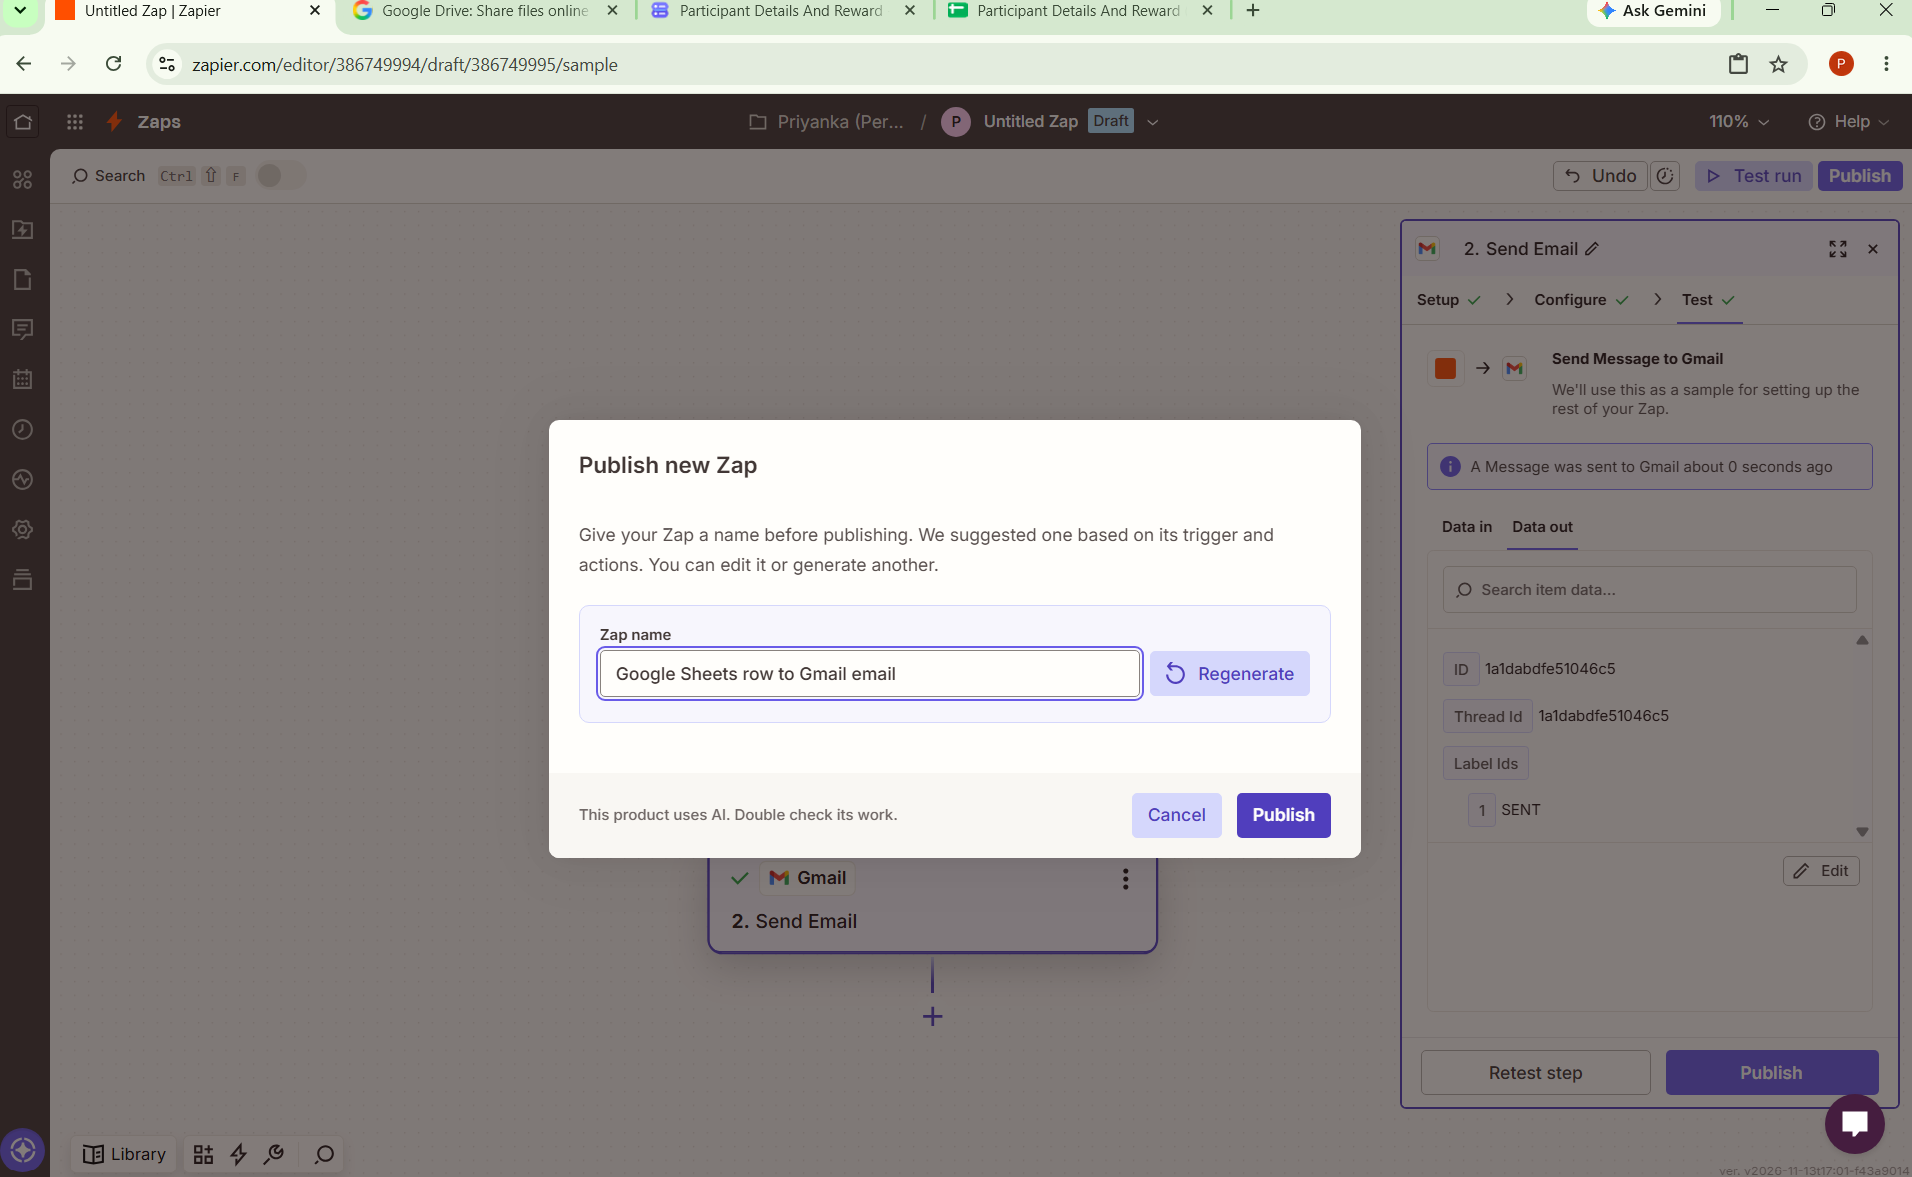 Untitled Zap | Zapier
Google Drive: Share files online
Participant Details And Reward
Participant Details And Reward
Ask Gemini
zapier.com/editor/386749994/draft/386749995/sample
P
Zaps
Priyanka (Per... / P Untitled Zap Draft
110%
Help
Search Ctrl ⇧ F
Undo
Test run
Publish
2. Send Email
Setup
Configure
Test
Send Message to Gmail
We'll use this as a sample for setting up the
rest of your Zap.
A Message was sent to Gmail about 0 seconds ago
Data in
Data out
Search item data...
ID 1a1dabdfe51046c5
Thread Id 1a1dabdfe51046c5
Label Ids
1 SENT
Edit
Retest step
Publish
Publish new Zap
Give your Zap a name before publishing. We suggested one based on its trigger and
actions. You can edit it or generate another.
Zap name
Google Sheets row to Gmail email
Regenerate
This product uses AI. Double check its work.
Cancel
Publish
Gmail
2. Send Email
Library
ver. v2026-11-13t17:01-f43a9014